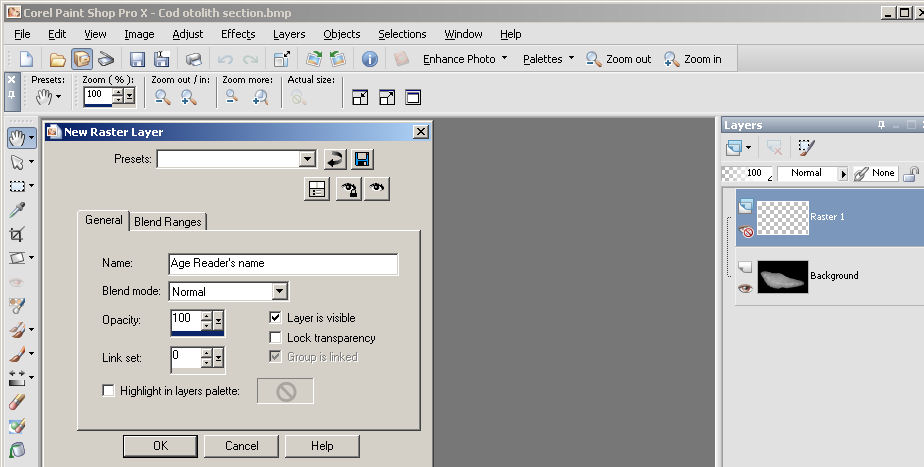 Corel Paint Shop Pro X - Cod otolith section.bmp
File Edit View Image Adjust Effects Layers Objects Selections Window Help
Enhance Photo Palettes Zoom out Zoom in
Presets: Zoom ( % ): Zoom out / in: Zoom more: Actual size:
100
New Raster Layer
Presets:
General Blend Ranges
Name: Age Reader's name
Blend mode: Normal
Opacity: 100 Layer is visible
Lock transparency
Link set: 0 Group is linked
Highlight in layers palette:
OK Cancel Help
Layers
100 Normal None
Raster 1
Background